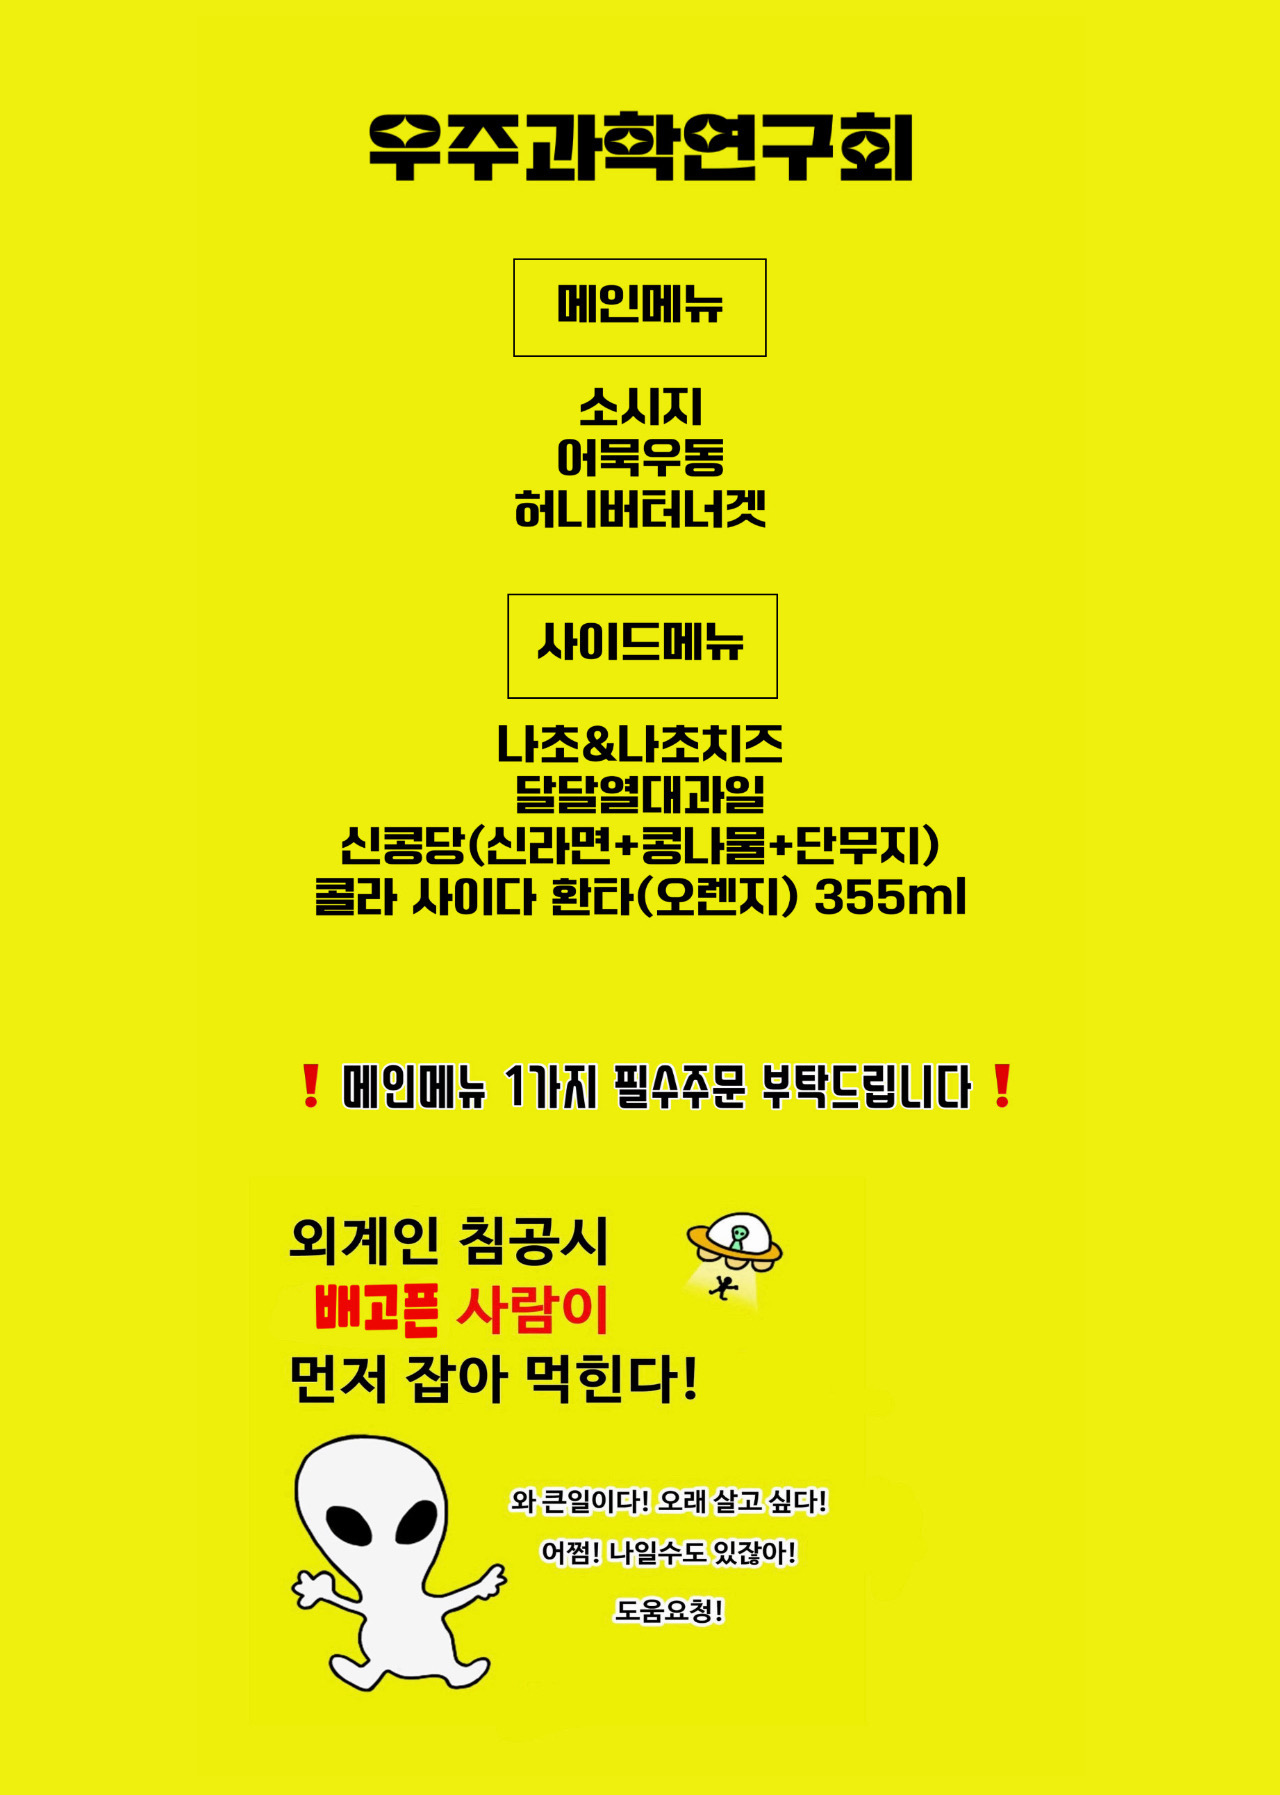 우주과학연구회
메인메뉴
소시지
어묵우동
허니버터너겟
사이드메뉴
나초&나초치즈
달달열대과일
신콩당(신라면+콩나물+단무지)
콜라 사이다 환타(오렌지) 355ml
! 메인메뉴 1가지 필수주문 부탁드립니다 !
외계인 침공시
배고픈 사람이
먼저 잡아 먹힌다!
와 큰일이다! 오래 살고 싶다!
어쩜! 나일수도 있잖아!
도움요청!